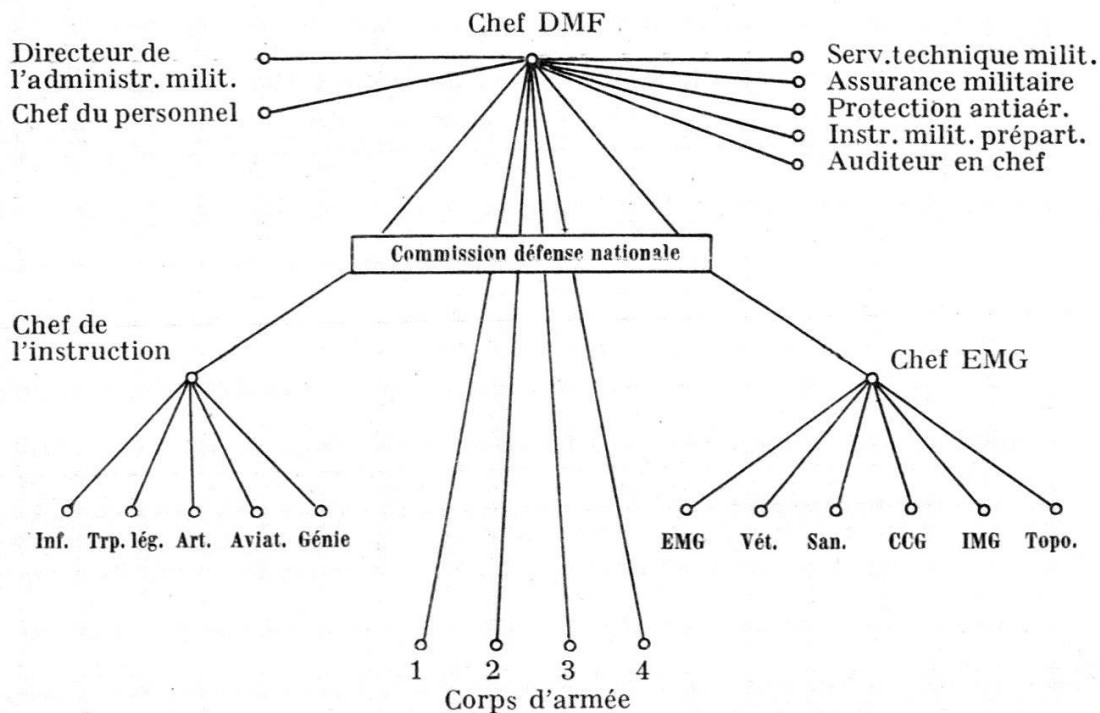 Chef DMF
Directeur de
l'administr. milit.
Chef du personnel
Serv.technique milit.
Assurance militaire
Protection antiaér.
Instr. milit. prépart.
Auditeur en chef
Commission défense nationale
Chef de
l'instruction
Chef EMG
Inf. Trp. lég. Art. Aviat. Génie
EMG Vét. San. CCG IMG Topo.
1 2 3 4
Corps d'armée